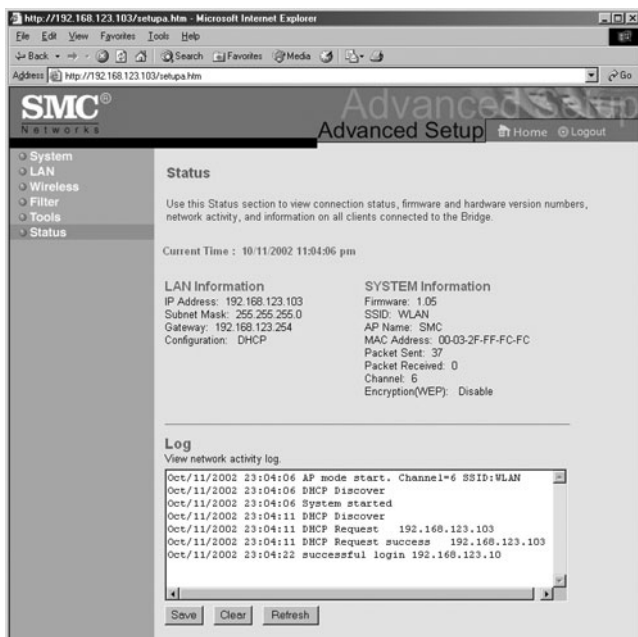 http://192.168.123.103/setupa.htm - Microsoft Internet Explorer
File Edit View Favorites Tools Help
Back Search Favorites Media
Address http://192.168.123.103/setupa.htm Go
SMC®
Networks
Advanced Setup
Advanced Setup Home Logout
System
LAN
Wireless
Filter
Tools
Status
Status
Use this Status section to view connection status, firmware and hardware version numbers,
network activity, and information on all clients connected to the Bridge.
Current Time : 10/11/2002 11:04:06 pm
LAN Information
IP Address: 192.168.123.103
Subnet Mask: 255.255.255.0
Gateway: 192.168.123.254
Configuration: DHCP
SYSTEM Information
Firmware: 1.05
SSID: WLAN
AP Name: SMC
MAC Address: 00-03-2F-FF-FC-FC
Packet Sent: 37
Packet Received: 0
Channel: 6
Encryption(WEP): Disable
Log
View network activity log.
Oct/11/2002 23:04:06 AP mode start. Channel=6 SSID:WLAN
Oct/11/2002 23:04:06 DHCP Discover
Oct/11/2002 23:04:06 System started
Oct/11/2002 23:04:11 DHCP Discover
Oct/11/2002 23:04:11 DHCP Request 192.168.123.103
Oct/11/2002 23:04:11 DHCP Request success 192.168.123.103
Oct/11/2002 23:04:22 successful login 192.168.123.10
Save Clear Refresh